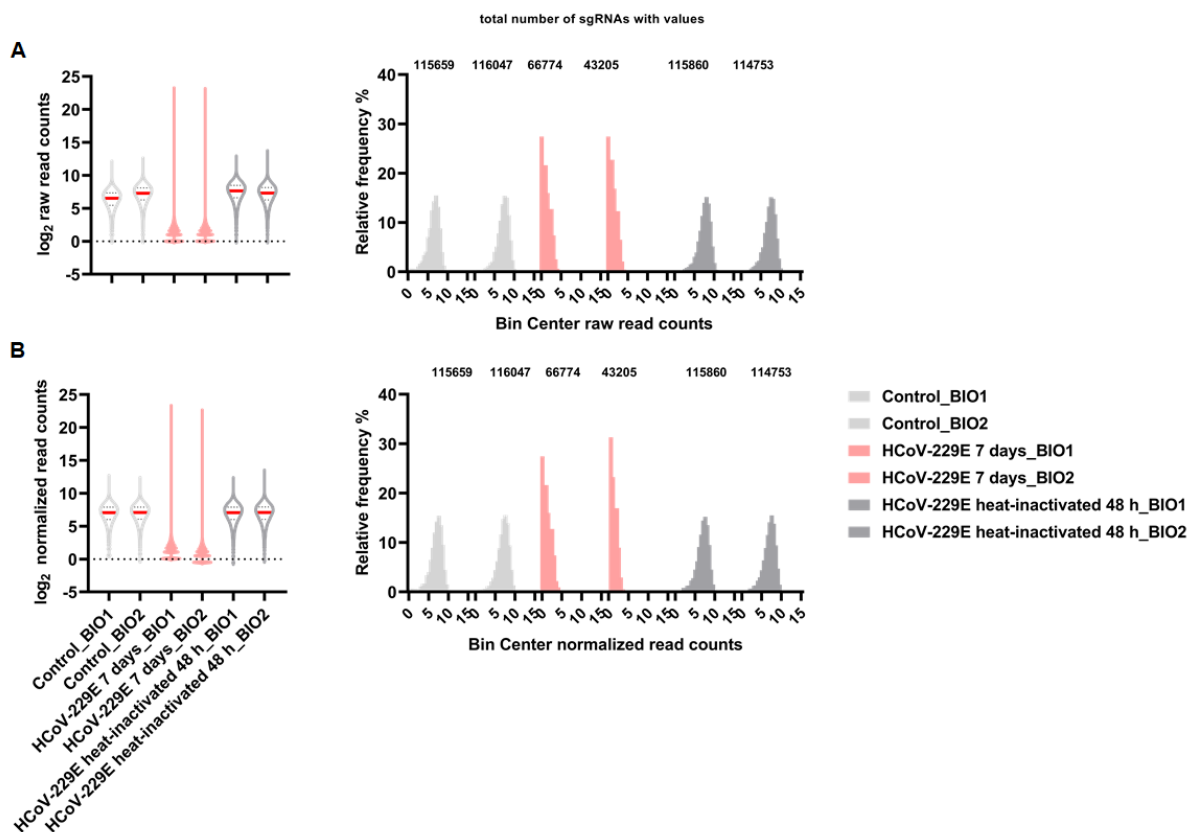 total number of sgRNAs with values
A
115659 116047 66774 43205 115860 114753
25
20
15
10
5
0
-5
log2 raw read counts
40
30
20
10
0
Relative frequency %
0 5 10 15 0 5 10 15 0 5 10 15 0 5 10 15 0 5 10 15 0 5 10 15
Bin Center raw read counts
B
115659 116047 66774 43205 115860 114753
25
20
15
10
5
0
-5
log2 normalized read counts
Control_BIO1
Control_BIO2
HCoV-229E 7 days_BIO1
HCoV-229E 7 days_BIO2
HCoV-229E heat-inactivated 48 h_BIO1
HCoV-229E heat-inactivated 48 h_BIO2
40
30
20
10
0
Relative frequency %
0 5 10 15 0 5 10 15 0 5 10 15 0 5 10 15 0 5 10 15 0 5 10 15
Bin Center normalized read counts
Control_BIO1
Control_BIO2
HCoV-229E 7 days_BIO1
HCoV-229E 7 days_BIO2
HCoV-229E heat-inactivated 48 h_BIO1
HCoV-229E heat-inactivated 48 h_BIO2